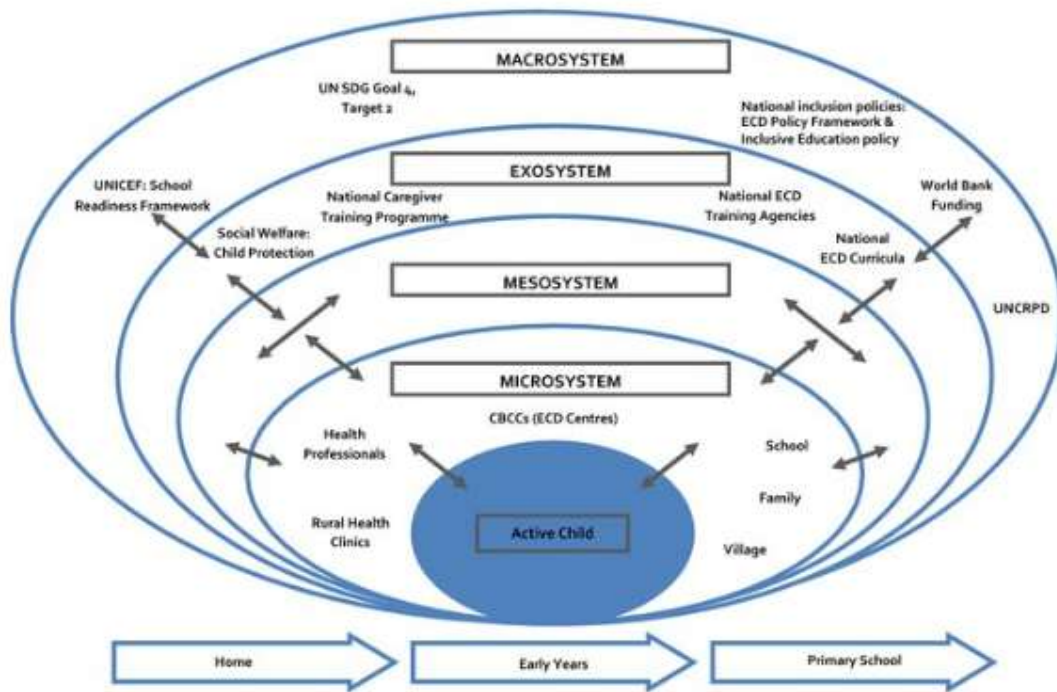 MACROSYSTEM
UN SDG Goal 4,
Target 2
National inclusion policies:
ECD Policy Framework &
Inclusive Education policy
EXOSYSTEM
UNICEF: School
Readiness Framework
National Caregiver
Training Programme
National ECD
Training Agencies
World Bank
Funding
Social Welfare:
Child Protection
National
ECD Curricula
MESOSYSTEM
UNCRPD
MICROSYSTEM
CBCCs (ECD Centres)
Health
Professionals
School
Family
Rural Health
Clinics
Active Child
Village
Home
Early Years
Primary School